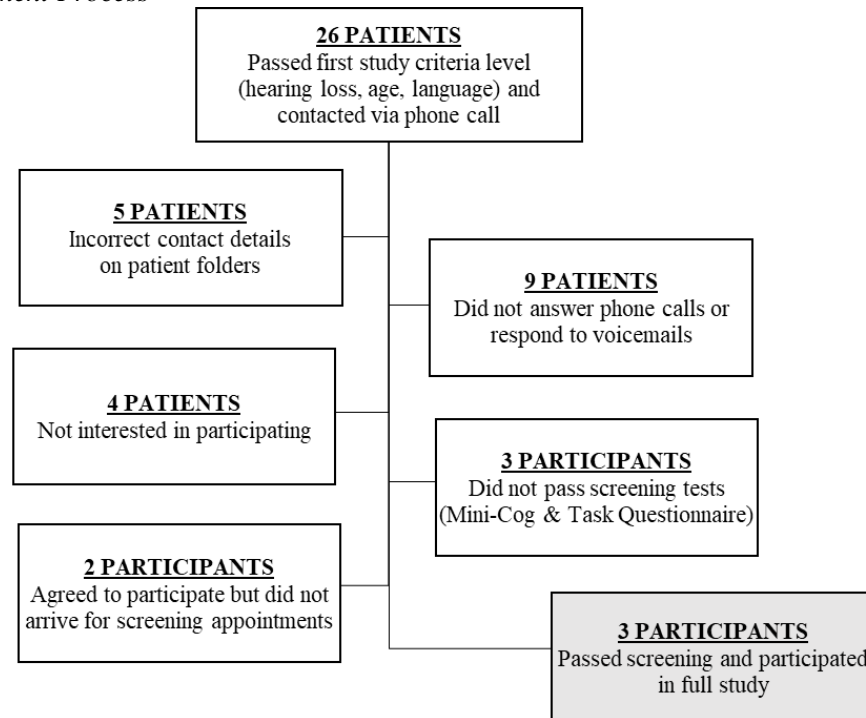 26 PATIENTS
Passed first study criteria level
(hearing loss, age, language) and
contacted via phone call
5 PATIENTS
Incorrect contact details
on patient folders
9 PATIENTS
Did not answer phone calls or
respond to voicemails
4 PATIENTS
Not interested in participating
3 PARTICIPANTS
Did not pass screening tests
(Mini-Cog & Task Questionnaire)
2 PARTICIPANTS
Agreed to participate but did not
arrive for screening appointments
3 PARTICIPANTS
Passed screening and participated
in full study